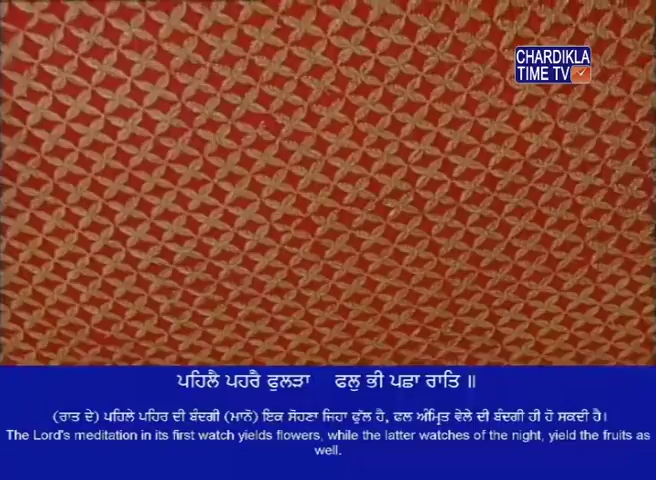 CHARDIKLA
TIME TV
ਪਹਿਲੈ ਪਹਰੈ ਫੁਲੜਾ ਫਲੁ ਭੀ ਪਛਾ ਰਾਤਿ ॥
(ਰਾਤ ਦੇ) ਪਹਿਲੇ ਪਹਿਰ ਦੀ ਬੰਦਗੀ (ਮਾਨੋ) ਇਕ ਸੋਹਣਾ ਜਿਹਾ ਫੁੱਲ ਹੈ, ਫਲ ਅੰਮ੍ਰਿਤ ਵੇਲੇ ਦੀ ਬੰਦਗੀ ਹੀ ਹੋ ਸਕਦੀ ਹੈ।
The Lord's meditation in its first watch yields flowers, while the latter watches of the night, yield the fruits as
well.